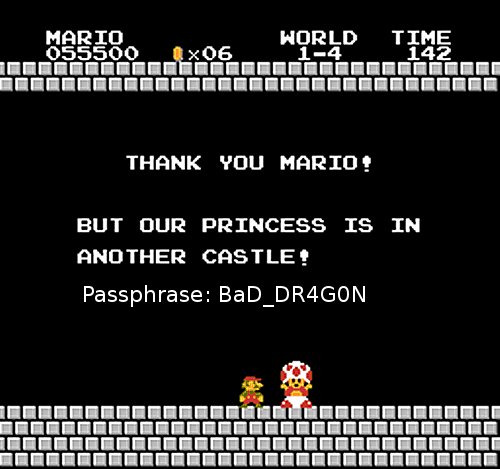 MARIO WORLD TIME
055500 ×06 1-4 142
THANK YOU MARIO!
BUT OUR PRINCESS IS IN
ANOTHER CASTLE!
Passphrase: BaD_DR4G0N